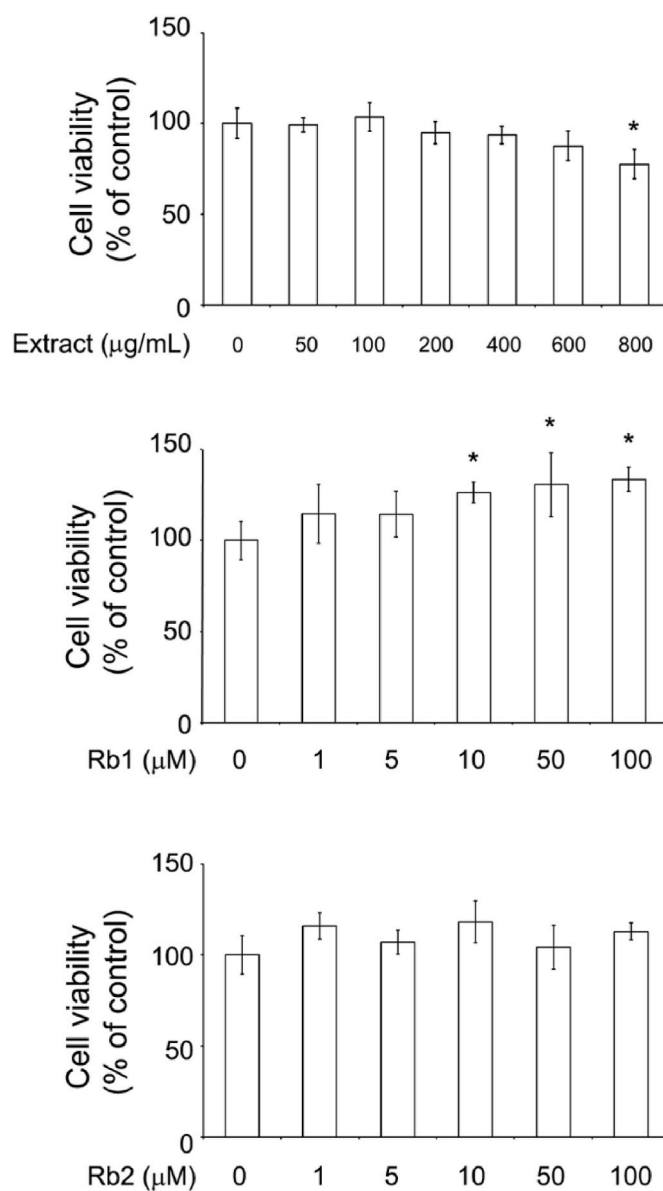 150
100
50
0
Cell viability
(% of control)
*
Extract (μg/mL) 0 50 100 200 400 600 800
150
100
50
0
Cell viability
(% of control)
* * *
Rb1 (μM) 0 1 5 10 50 100
150
100
50
0
Cell viability
(% of control)
Rb2 (μM) 0 1 5 10 50 100